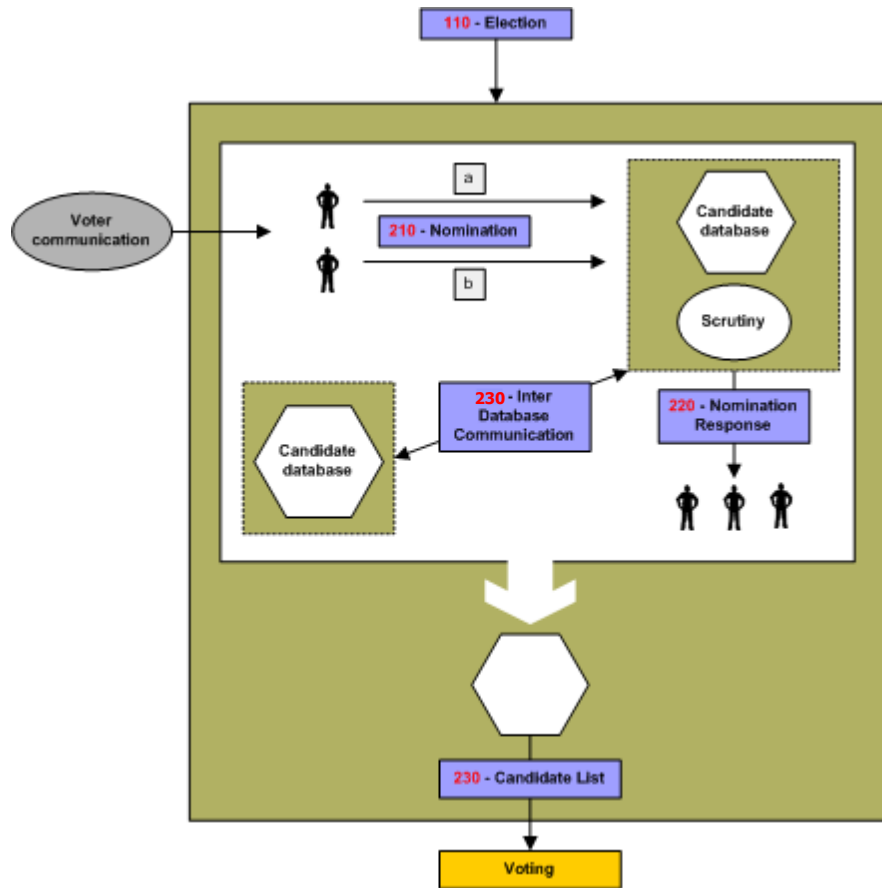 110 - Election
a
Voter
communication
210 - Nomination
Candidate
database
b
Scrutiny
230 - Inter
Database
Communication
220 - Nomination
Response
Candidate
database
230 - Candidate List
Voting